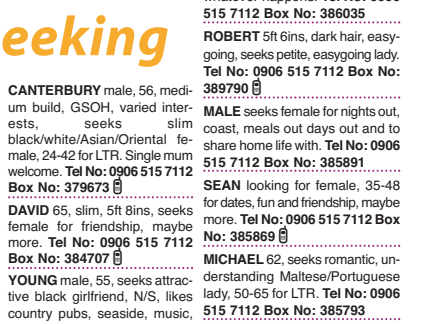 eeking
CANTERBURY male, 56, medi-
um build, GSOH, varied inter-
ests, seeks slim
black/white/Asian/Oriental fe-
male, 24-42 for LTR. Single mum
welcome. Tel No: 0906 515 7112
Box No: 379673
DAVID 65, slim, 5ft 8ins, seeks
female for friendship, maybe
more. Tel No: 0906 515 7112
Box No: 384707
YOUNG male, 55, seeks attrac-
tive black girlfriend, N/S, likes
country pubs, seaside, music,
515 7112 Box No: 386035
ROBERT 5ft 6ins, dark hair, easy-
going, seeks petite, easygoing lady.
Tel No: 0906 515 7112 Box No:
389790
MALE seeks female for nights out,
coast, meals out days out and to
share home life with. Tel No: 0906
515 7112 Box No: 385891
SEAN looking for female, 35-48
for dates, fun and friendship, maybe
more. Tel No: 0906 515 7112 Box
No: 385869
MICHAEL 62, seeks romantic, un-
derstanding Maltese/Portuguese
lady, 50-65 for LTR. Tel No: 0906
515 7112 Box No: 385793